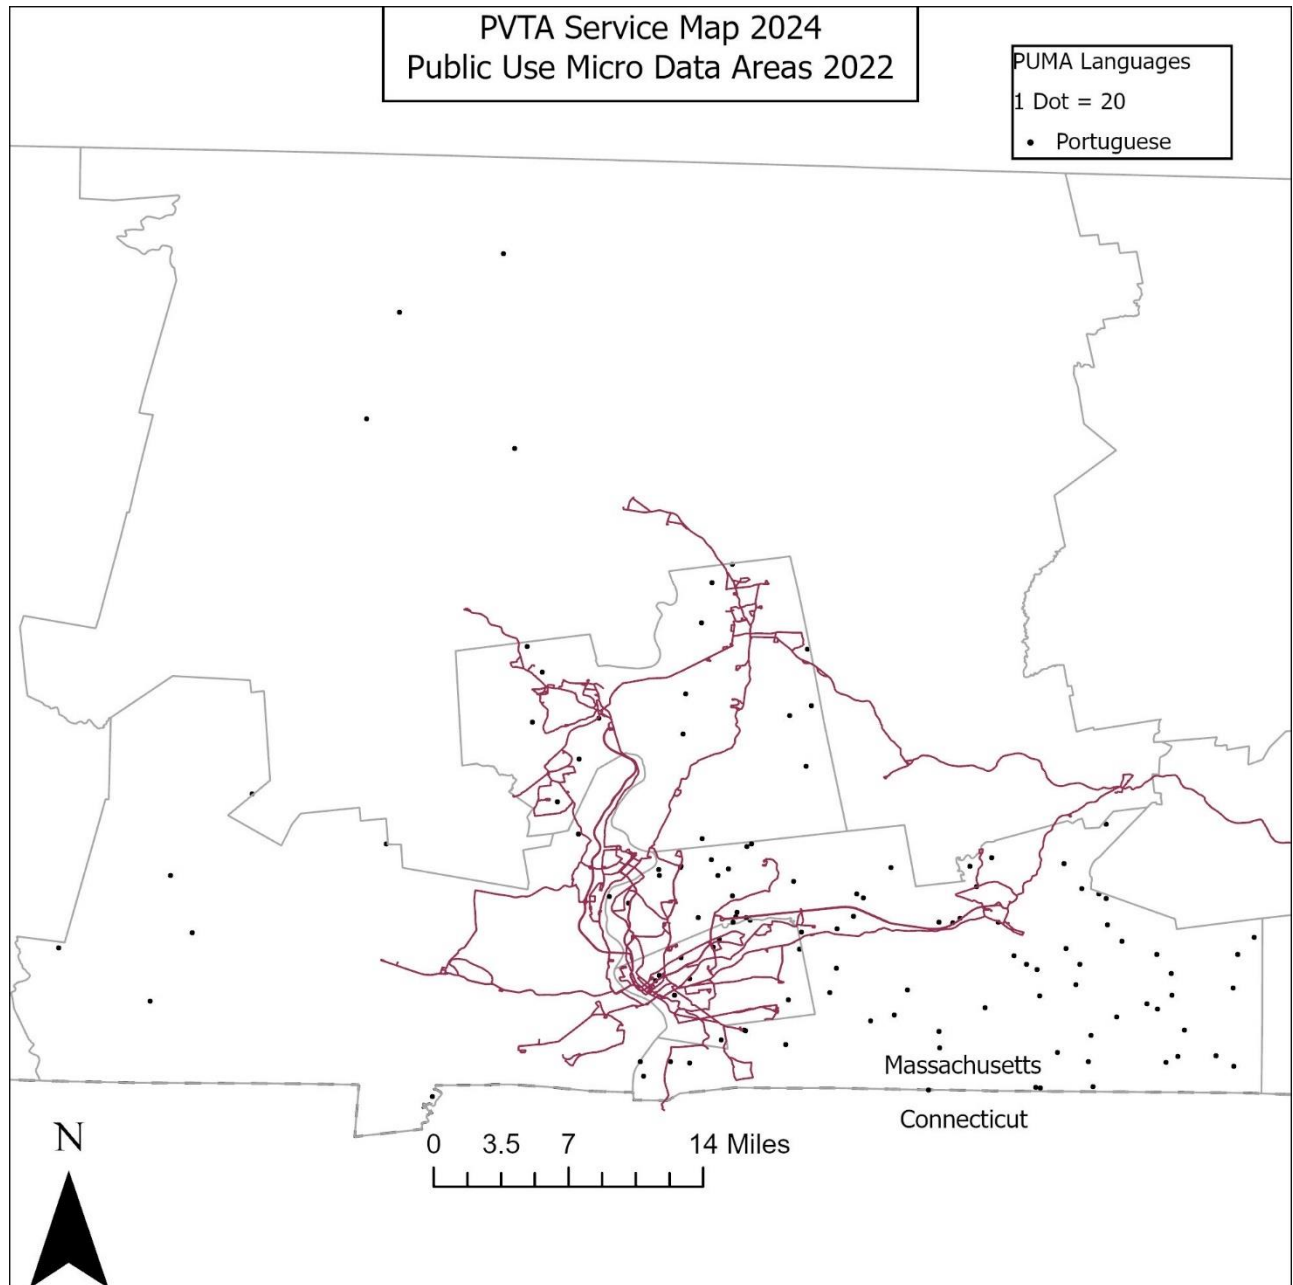 PVTA Service Map 2024
Public Use Micro Data Areas 2022
PUMA Languages
1 Dot = 20
Portuguese
Massachusetts
Connecticut
N
0 3.5 7 14 Miles